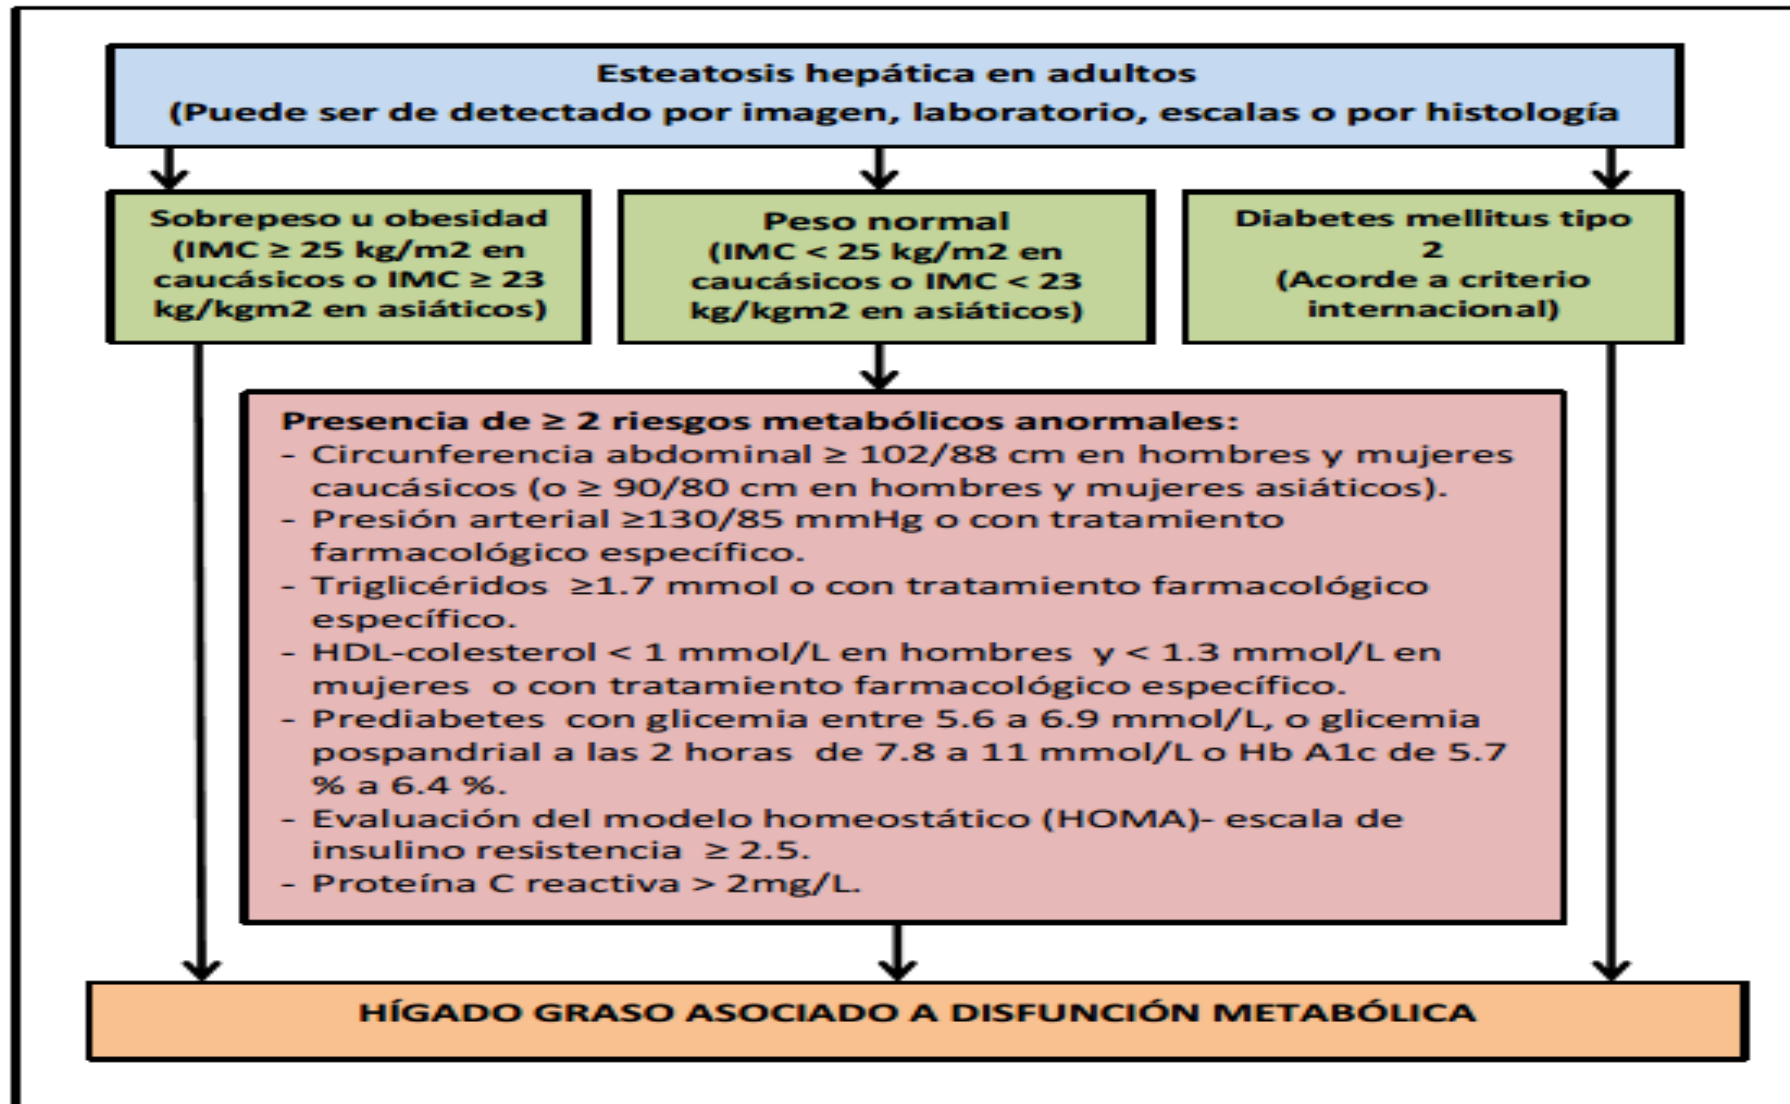 Esteatosis hepática en adultos
(Puede ser de detectado por imagen, laboratorio, escalas o por histología
Sobrepeso u obesidad
(IMC ≥ 25 kg/m2 en
caucásicos o IMC ≥ 23
kg/kgm2 en asiáticos)
Peso normal
(IMC < 25 kg/m2 en
caucásicos o IMC < 23
kg/kgm2 en asiáticos)
Diabetes mellitus tipo
2
(Acorde a criterio
internacional)
Presencia de ≥ 2 riesgos metabólicos anormales:
- Circunferencia abdominal ≥ 102/88 cm en hombres y mujeres
caucásicos (o ≥ 90/80 cm en hombres y mujeres asiáticos).
- Presión arterial ≥130/85 mmHg o con tratamiento
farmacológico específico.
- Triglicéridos ≥1.7 mmol o con tratamiento farmacológico
específico.
- HDL-colesterol < 1 mmol/L en hombres y < 1.3 mmol/L en
mujeres o con tratamiento farmacológico específico.
- Prediabetes con glicemia entre 5.6 a 6.9 mmol/L, o glicemia
pospandrial a las 2 horas de 7.8 a 11 mmol/L o Hb A1c de 5.7
% a 6.4 %.
- Evaluación del modelo homeostático (HOMA)- escala de
insulino resistencia ≥ 2.5.
- Proteína C reactiva > 2mg/L.
HÍGADO GRASO ASOCIADO A DISFUNCIÓN METABÓLICA